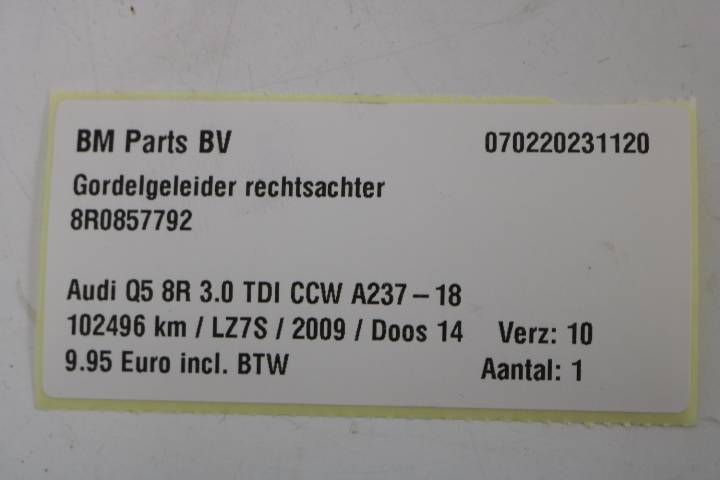 BM Parts BV 070220231120
Gordelgeleider rechtsachter
8R0857792
Audi Q5 8R 3.0 TDI CCW A237-18
102496 km / LZ7S / 2009 / Doos 14 Verz: 10
9.95 Euro incl. BTW Aantal: 1